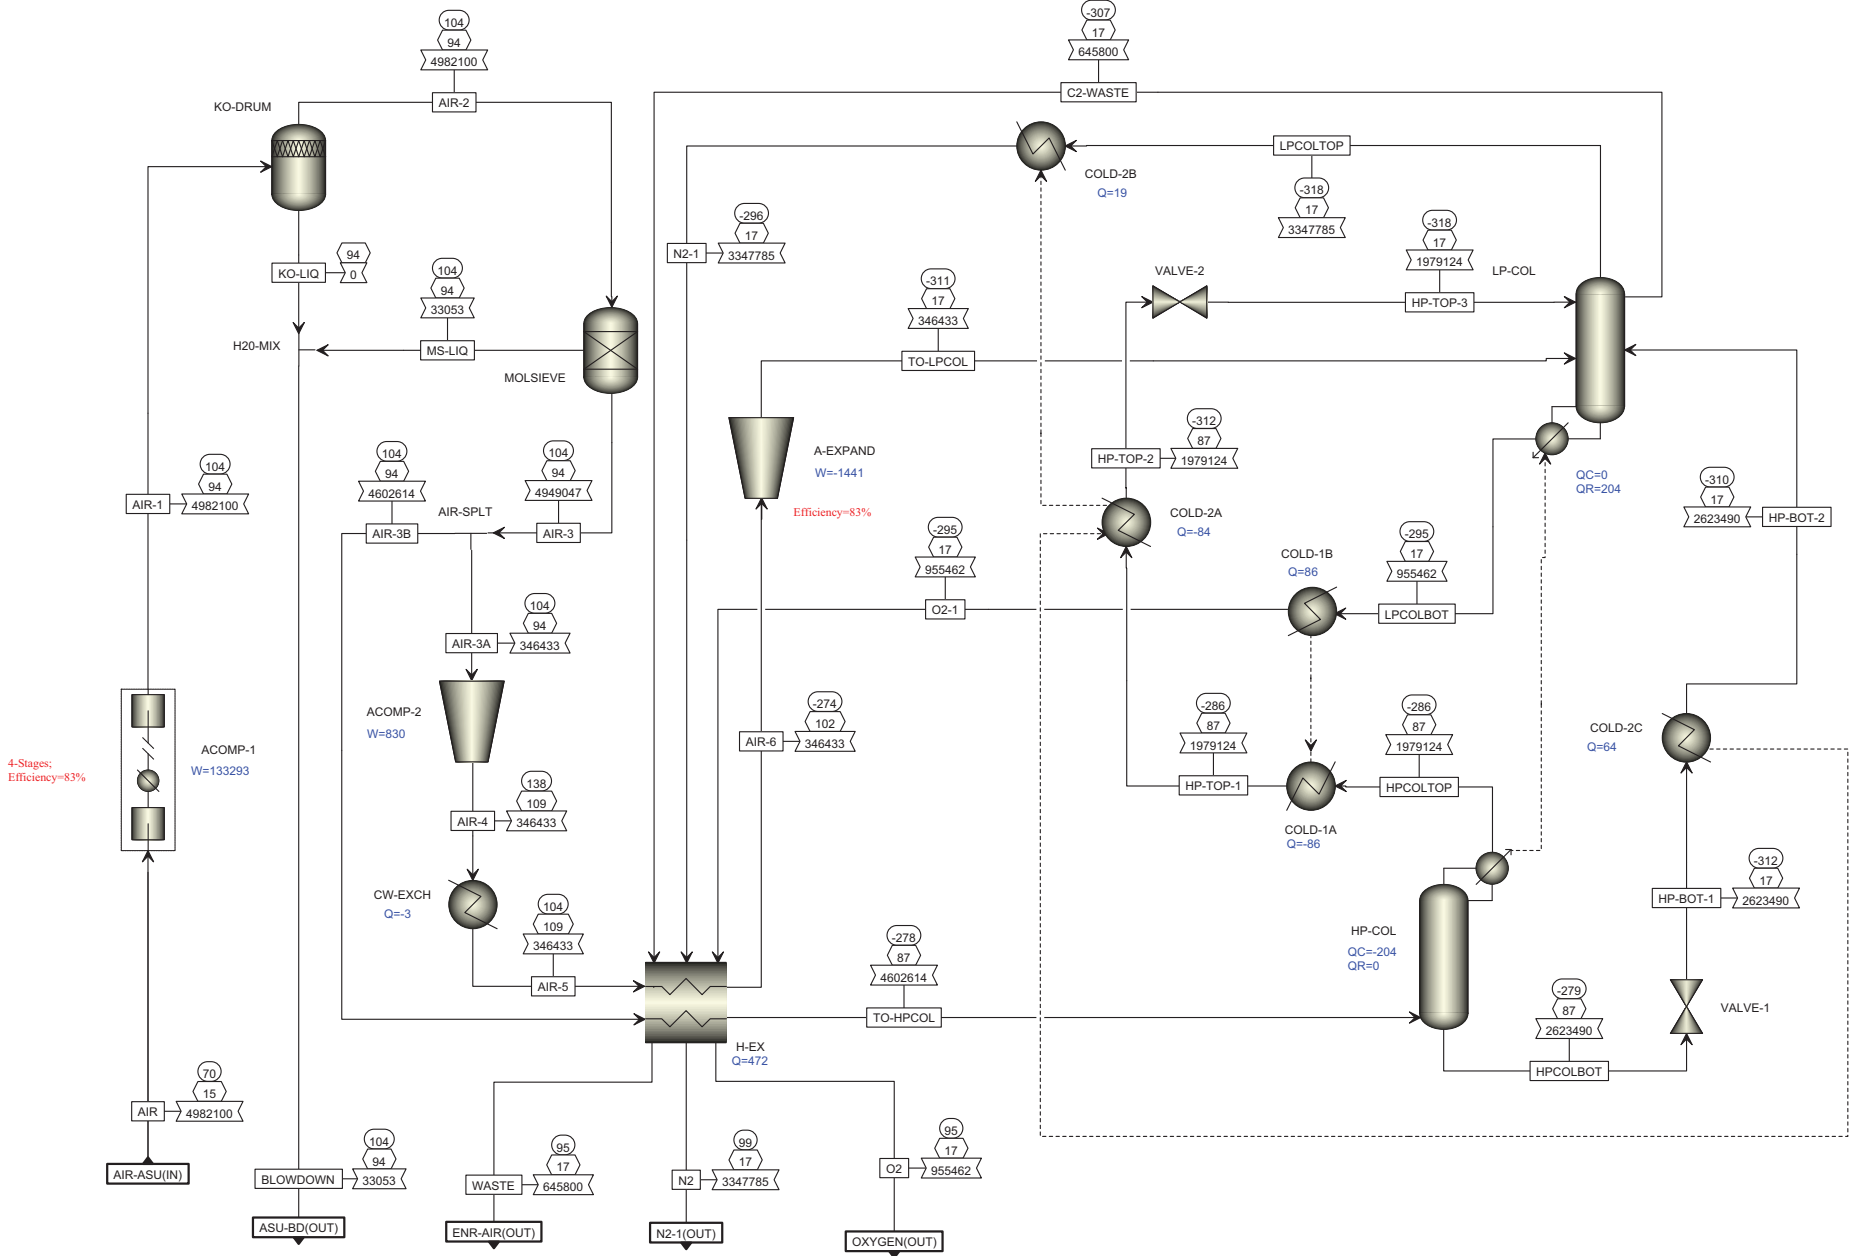 -307
17
645800
C2-WASTE
104
94
4982100
AIR-2
KO-DRUM
COLD-2B
Q=19
LPCOLTOP
-318
17
3347785
-296
17
3347785
N2-1
94
0
KO-LIQ
104
94
33053
MS-LIQ
H20-MIX
MOLSIEVE
-311
17
346433
TO-LPCOL
VALVE-2
-318
17
1979124
HP-TOP-3
LP-COL
QC=0
QR=204
-312
87
1979124
HP-TOP-2
A-EXPAND
W=-1441
Efficiency=83%
104
94
4602614
AIR-3B
AIR-SPLT
104
94
4949047
AIR-3
104
94
4982100
AIR-1
COLD-2A
Q=-84
-310
17
2623490
HP-BOT-2
-295
17
955462
O2-1
COLD-1B
Q=86
-295
17
955462
LPCOLBOT
104
94
346433
AIR-3A
ACOMP-2
W=830
-274
102
346433
AIR-6
-286
87
1979124
HP-TOP-1
-286
87
1979124
HPCOLTOP
COLD-1A
Q=-86
COLD-2C
Q=64
4-Stages;
Efficiency=83%
ACOMP-1
W=133293
138
109
346433
AIR-4
CW-EXCH
Q=-3
104
109
346433
AIR-5
-278
87
4602614
TO-HPCOL
HP-COL
QC=-204
QR=0
-312
17
2623490
HP-BOT-1
-279
87
2623490
HPCOLBOT
VALVE-1
H-EX
Q=472
70
15
4982100
AIR
AIR-ASU(IN)
104
94
33053
BLOWDOWN
ASU-BD(OUT)
95
17
645800
WASTE
ENR-AIR(OUT)
99
17
3347785
N2
N2-1(OUT)
95
17
955462
O2
OXYGEN(OUT)